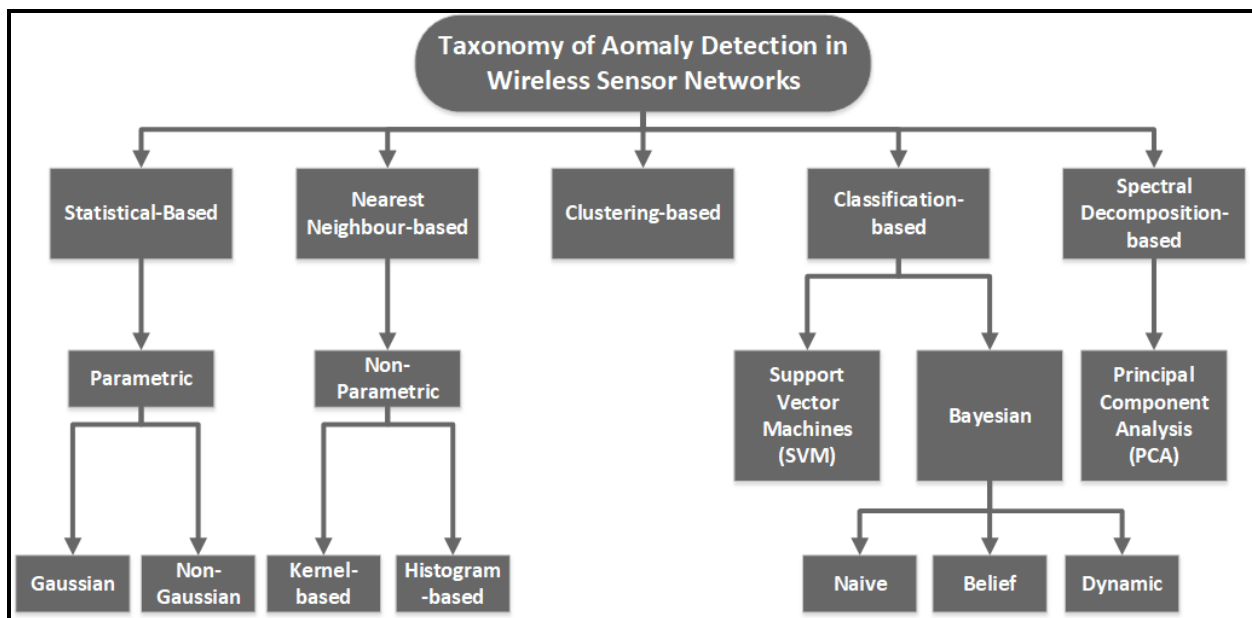 Taxonomy of Aomaly Detection in
Wireless Sensor Networks
Statistical-Based
Nearest
Neighbour-based
Clustering-based
Classification-
based
Spectral
Decomposition-
based
Parametric
Non-
Parametric
Support
Vector
Machines
(SVM)
Bayesian
Principal
Component
Analysis
(PCA)
Gaussian
Non-
Gaussian
Kernel-
based
Histogram
-based
Naive
Belief
Dynamic